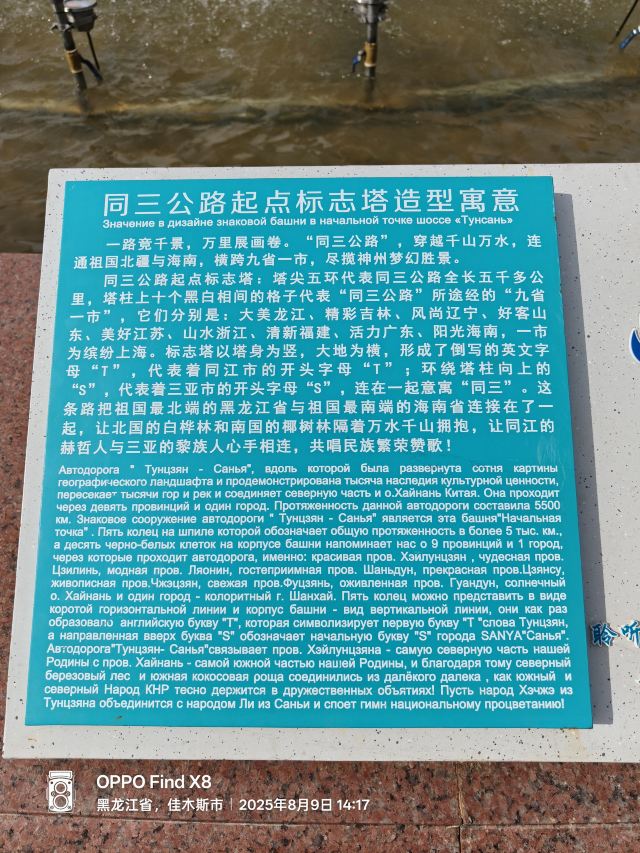 同三公路起点标志塔造型寓意
Значение в дизайне знаковой башни в начальной точке шоссе «Тунсань»
一路竞千景，万里展画卷。“同三公路”，穿越千山万水，连
通祖国北疆与海南，横跨九省一市，尽揽神州梦幻胜景。
同三公路起点标志塔：塔尖五环代表同三公路全长五千多公
里，塔柱上十个黑白相间的格子代表“同三公路”所途经的“九省
一市”，它们分别是：大美龙江、精彩吉林、风尚辽宁、好客山
东、美好江苏、山水浙江、清新福建、活力广东、阳光海南，一市
为缤纷上海。标志塔以塔身为竖，大地为横，形成了倒写的英文字
母“T”，代表着同江市的开头字母“T”；环绕塔柱向上的
“S”，代表着三亚市的开头字母“S”，连在一起意寓“同三”。这
条路把祖国最北端的黑龙江省与祖国最南端的海南省连接在了一
起，让北国的白桦林和南国的椰树林隔着万水千山拥抱，让同江的
赫哲人与三亚的黎族人心手相连，共唱民族繁荣赞歌！
Автодорога " Тунцзян - Санья", вдоль которой была развернута сотня картины
географического ландшафта и продемонстрирована тысяча наследия культурной ценности,
пересекает тысячи гор и рек и соединяет северную часть и о.Хайнань Китая. Она проходит
через девять провинций и один город. Протяженность данной автодороги составила 5500
км. Знаковое сооружение автодороги " Тунцзян - Санья" является эта башня"Начальная
точка" . Пять колец на шпиле которой обозначает общую протяженность в более 5 тыс. км.,
а десять черно-белых клеток на корпусе башни напоминает нас о 9 провинций и 1 город,
через которые проходит автодорога, именно: красивая пров. Хэилунцзян , чудесная пров.
Цзилинь, модная пров. Ляонин, гостеприимная пров. Шаньдун, прекрасная пров.Цзянсу,
живописная пров.Чжэцзян, свежая пров.Фуцзянь, оживленная пров. Гуандун, солнечный
о. Хайнань и один город - колоритный г. Шанхай. Пять колец можно представить в виде
коротой горизонтальной линии и корпус башни - вид вертикальной линии, они как раз
образовало английскую букву "Т", которая символизирует первую букву "Т "слова Тунцзян,
а направленная вверх буква "S" обозначает начальную букву "S" города SANYA"Санья".
Автодорога"Тунцзян- Санья"связывает пров. Хэйлунцзяна - самую северную часть нашей
Родины с пров. Хайнань - самой южной частью нашей Родины, и благодаря тому северный
березовый лес и южная кокосовая роща соединились из далёкого далека , как южный и
северный Народ КНР тесно держится в дружественных объятиях! Пусть народ Хэчжэ из
Тунцзяна объединится с народом Ли из Саньи и споет гимн национальному процветанию!
聆听
OPPO Find X8
黑龙江省，佳木斯市 | 2025年8月9日 14:17